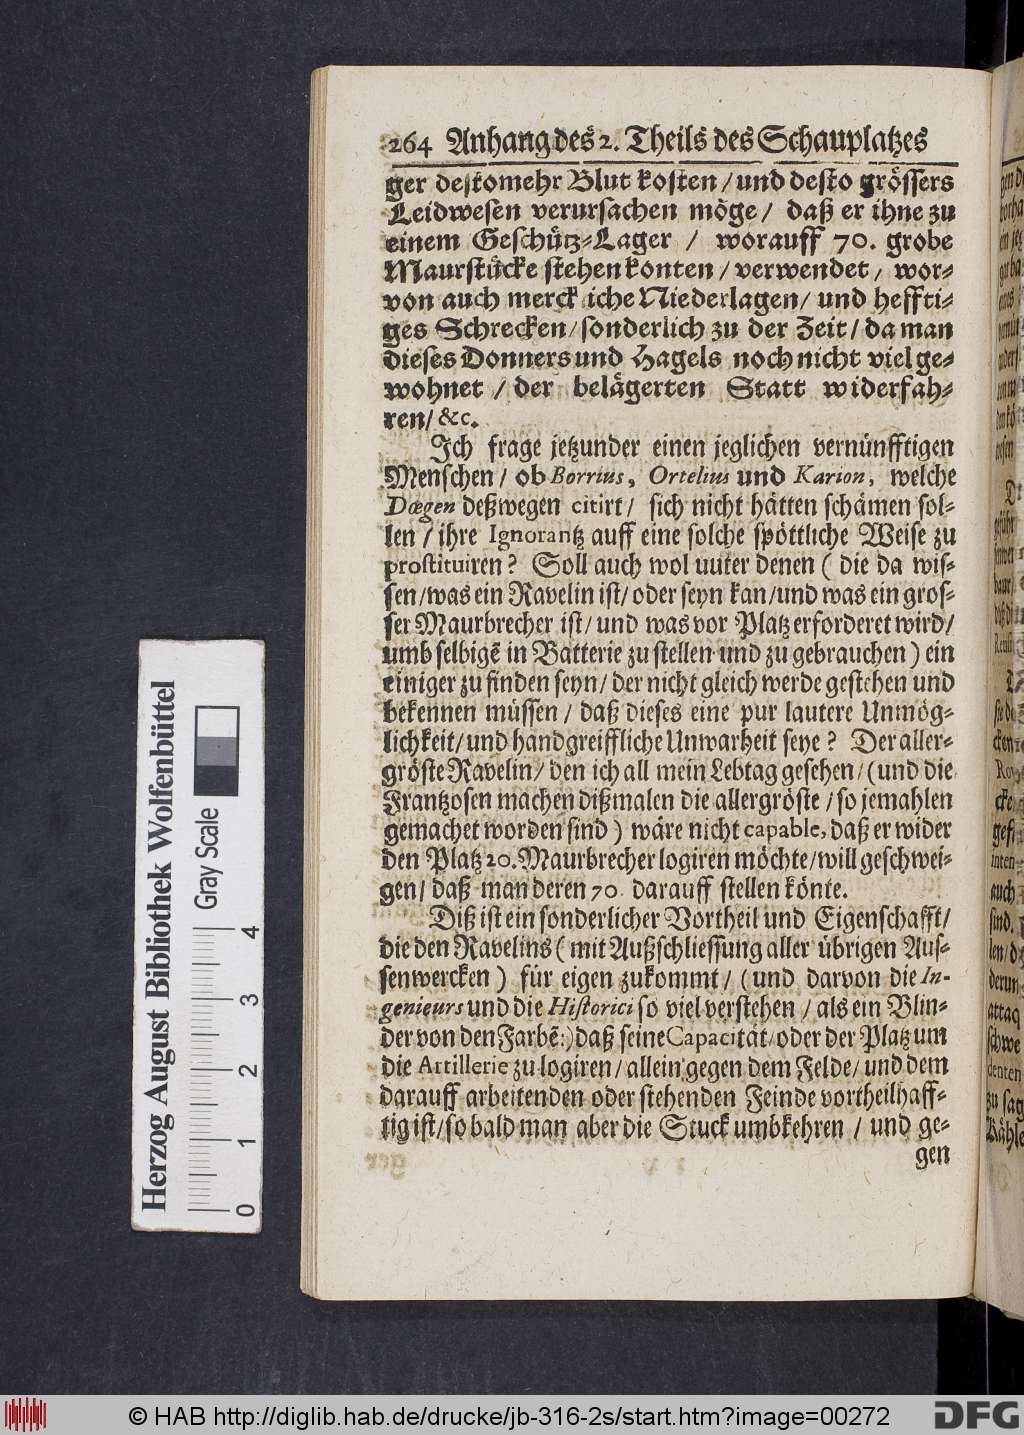 264 Anhang des 2. Theils des Schauplatzes
ger destomehr Blut kosten / und desto grössers
Leidwesen verursachen möge / daß er ihne zu
einem Geschütz-Lager / worauff 70. grobe
Maurstücke stehen konten / verwendet / wor-
von auch merck iche Niederlagen / und heffti-
ges Schrecken / sonderlich zu der Zeit / da man
dieses Donners und Hagels noch nicht viel ge-
wohnet / der belägerten Statt widerfah-
ren / &c.
Ich frage jetzunder einen jeglichen vernünfftigen
Menschen / ob Borrius, Ortelius und Karion, welche
Dœgen deßwegen citirt / sich nicht hätten schämen sol-
len / ihre Ignorantz auff eine solche spöttliche Weise zu
prostituiren? Soll auch wol uuter denen ( die da wis-
sen / was ein Ravelin ist / oder seyn kan / und was ein gros-
ser Maurbrecher ist / und was vor Platz erforderet wird /
umb selbigē in Batterie zu stellen und zu gebrauchen ) ein
einiger zu finden seyn / der nicht gleich werde gestehen und
bekennen müssen / daß dieses eine pur lautere Unmög-
lichkeit / und handgreiffliche Unwarheit seye? Der aller-
gröste Ravelin / den ich all mein Lebtag gesehen / ( und die
Frantzosen machen dißmalen die allergröste / so jemahlen
gemachet worden sind ) wäre nicht capable, daß er wider
den Platz 20. Maurbrecher logiren möchte / will geschwei-
gen / daß man deren 70 darauff stellen könte.
Diß ist ein sonderlicher Vortheil und Eigenschafft /
die den Ravelins ( mit Außschliessung aller übrigen Aus-
senwercken ) für eigen zukommt / ( und darvon die In-
genieurs und die Historici so viel verstehen / als ein Blin-
der von den Farbē:) daß seine Capacität / oder der Platz um
die Artillerie zu logiren / allein gegen dem Felde / und dem
darauff arbeitenden oder stehenden Feinde vortheilhaff-
tig ist / so bald man aber die Stuck umbkehren / und ge-
gen
Herzog August Bibliothek Wolfenbüttel
Gray Scale
0 1 2 3 4
© HAB http://diglib.hab.de/drucke/jb-316-2s/start.htm?image=00272
DFG